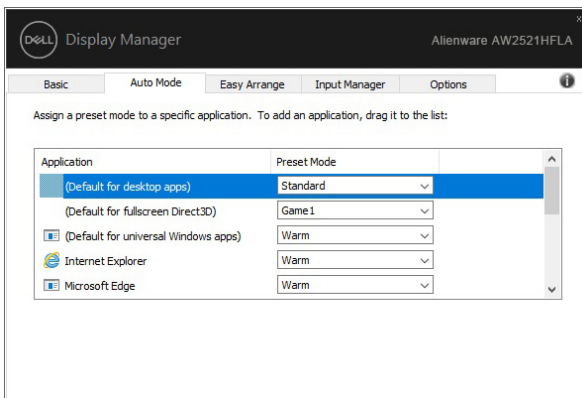 DELL Display Manager Alienware AW2521HFLA
Basic Auto Mode Easy Arrange Input Manager Options
Assign a preset mode to a specific application. To add an application, drag it to the list:
Application Preset Mode
(Default for desktop apps) Standard
(Default for fullscreen Direct3D) Game1
(Default for universal Windows apps) Warm
Internet Explorer Warm
Microsoft Edge Warm